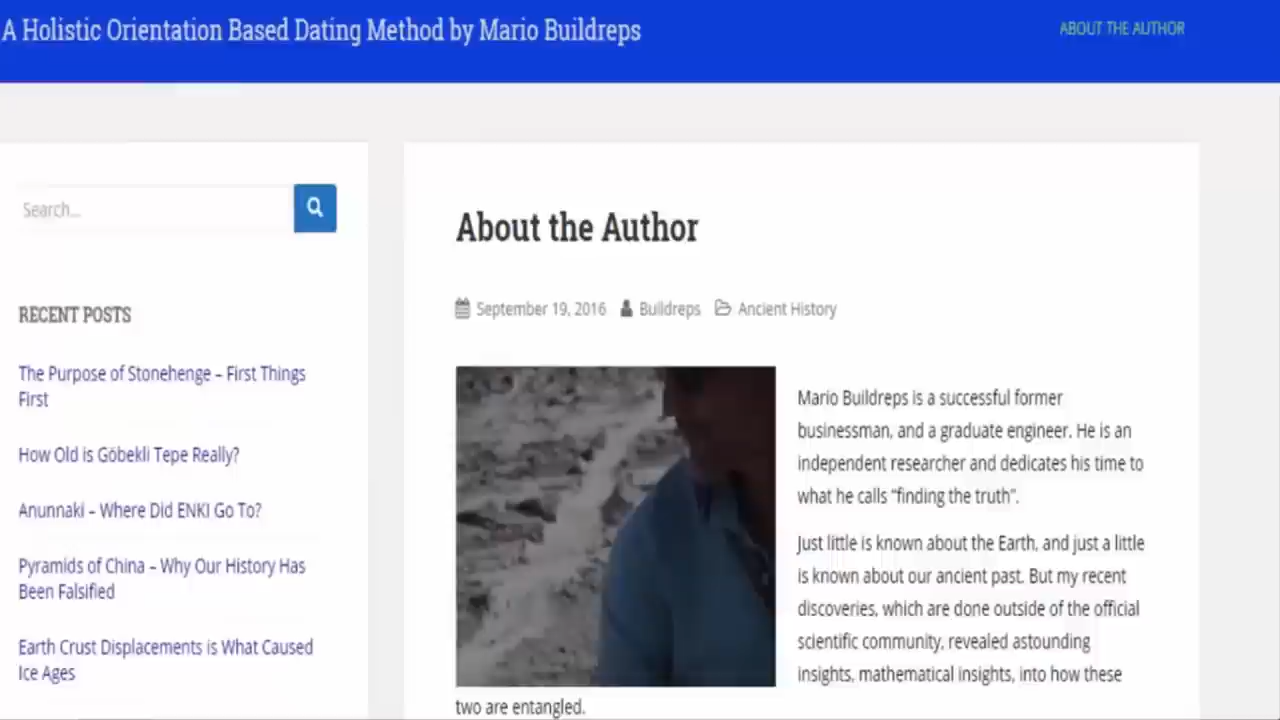 A Holistic Orientation Based Dating Method by Mario Buildreps
ABOUT THE AUTHOR
Search...
RECENT POSTS
The Purpose of Stonehenge – First Things
First
How Old is Göbekli Tepe Really?
Anunnaki – Where Did ENKI Go To?
Pyramids of China – Why Our History Has
Been Falsified
Earth Crust Displacements is What Caused
Ice Ages
About the Author
September 19, 2016 Buildreps Ancient History
Mario Buildreps is a successful former
businessman, and a graduate engineer. He is an
independent researcher and dedicates his time to
what he calls “finding the truth”.
Just little is known about the Earth, and just a little
is known about our ancient past. But my recent
discoveries, which are done outside of the official
scientific community, revealed astounding
insights, mathematical insights, into how these
two are entangled.